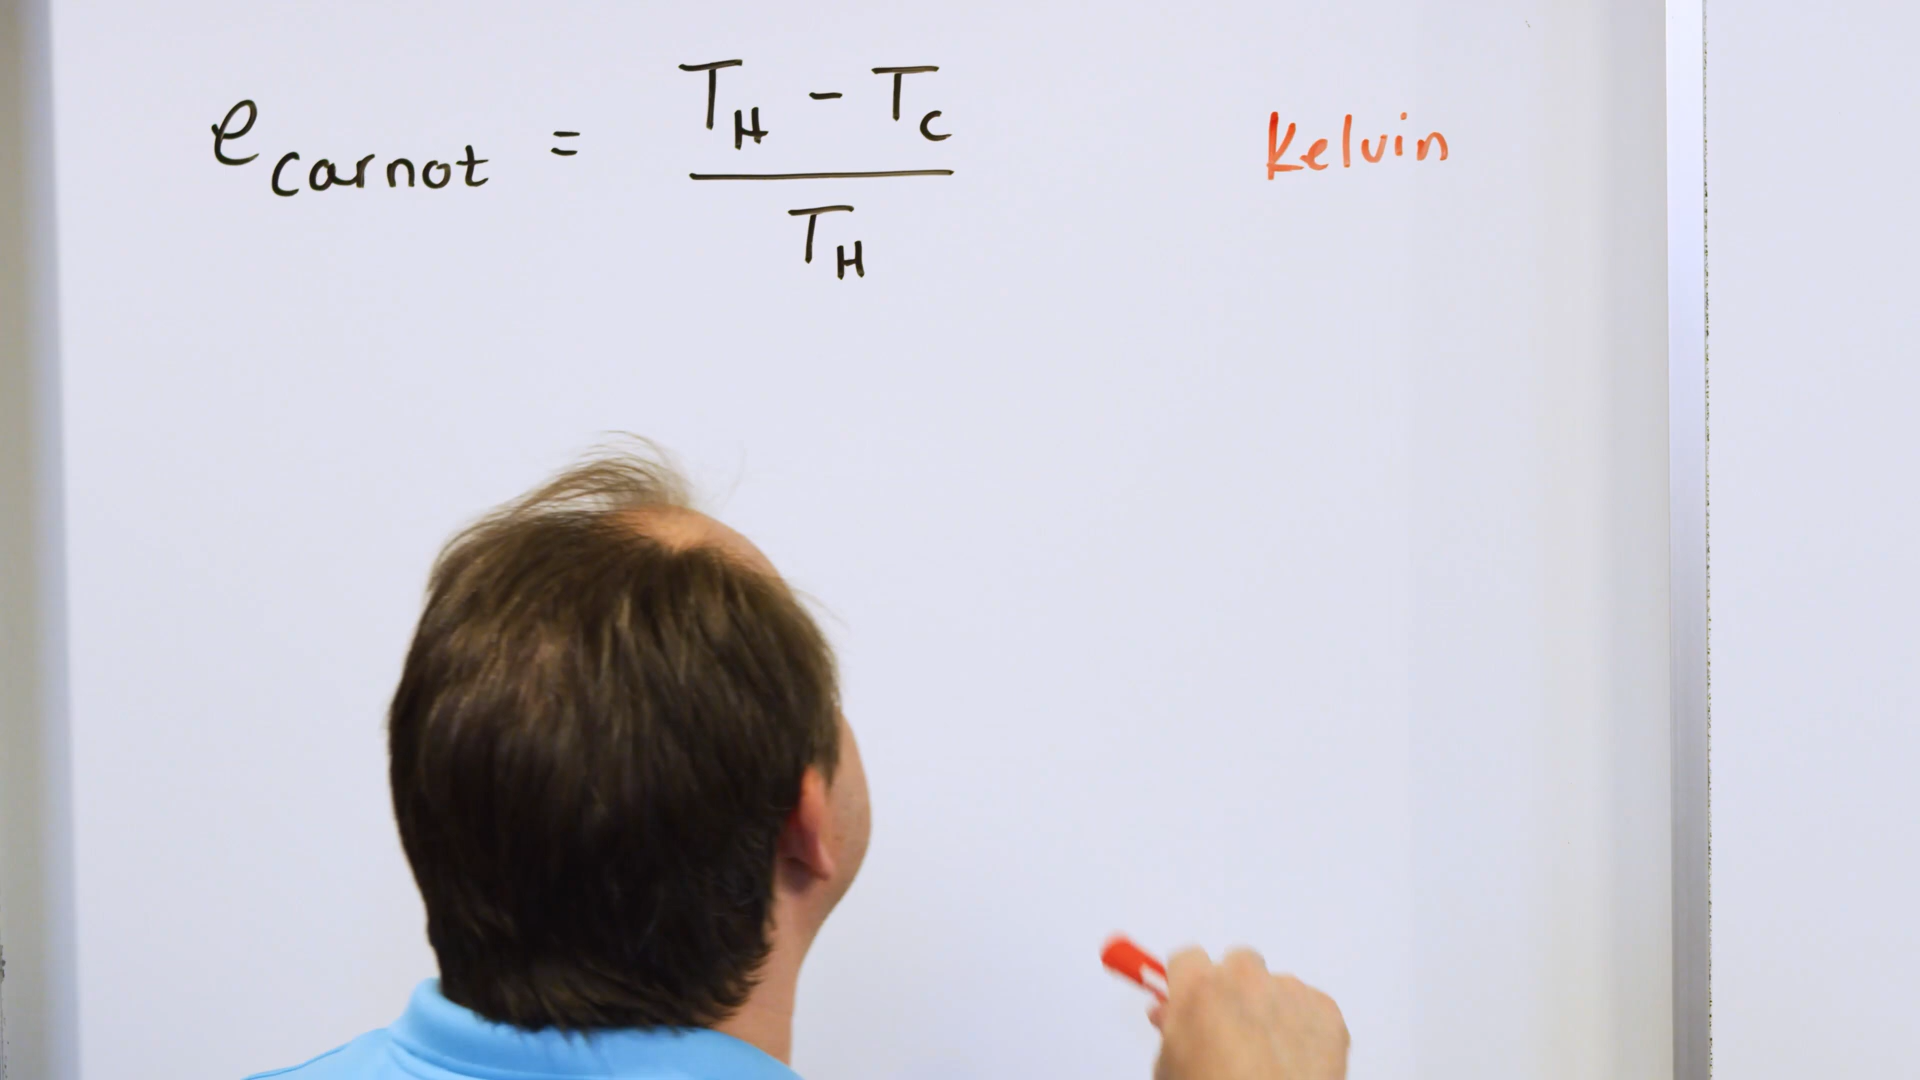 e_carnot = (T_H - T_C) / T_H
Kelvin